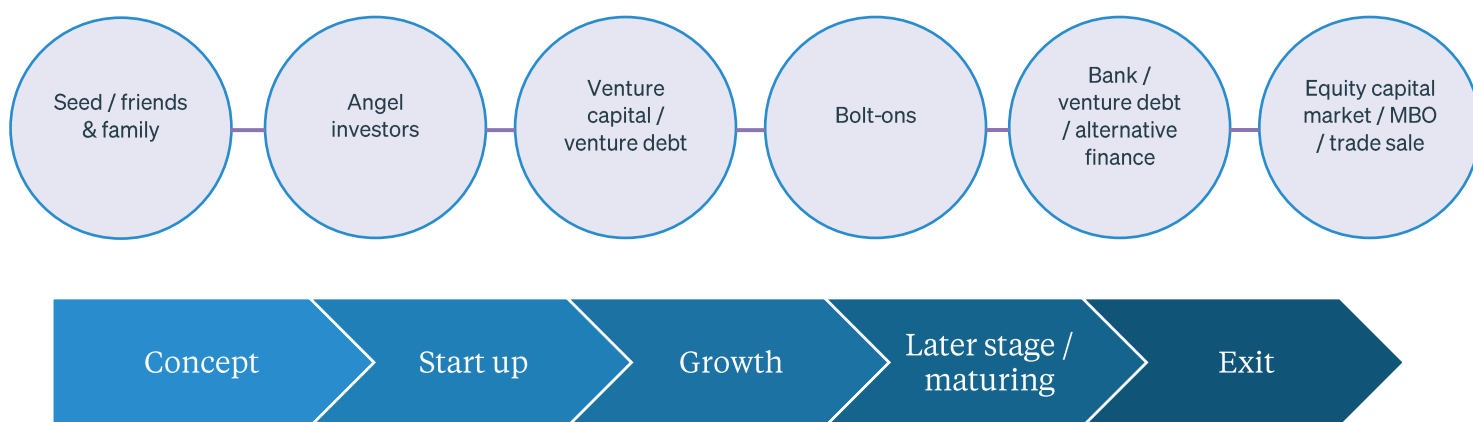 Seed / friends
& family
Angel
investors
Venture
capital /
venture debt
Bolt-ons
Bank /
venture debt
/ alternative
finance
Equity capital
market / MBO
/ trade sale
Concept
Start up
Growth
Later stage /
maturing
Exit